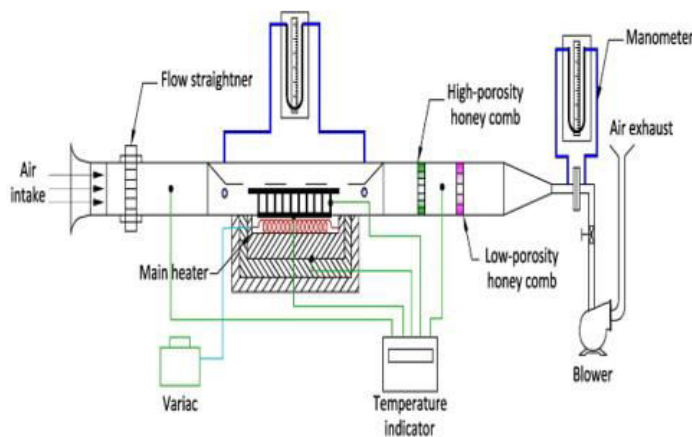 Manometer
Flow straightner
High-porosity
honey comb
Air exhaust
Air
intake
Main heater
Low-porosity
honey comb
Variac
Temperature
indicator
Blower